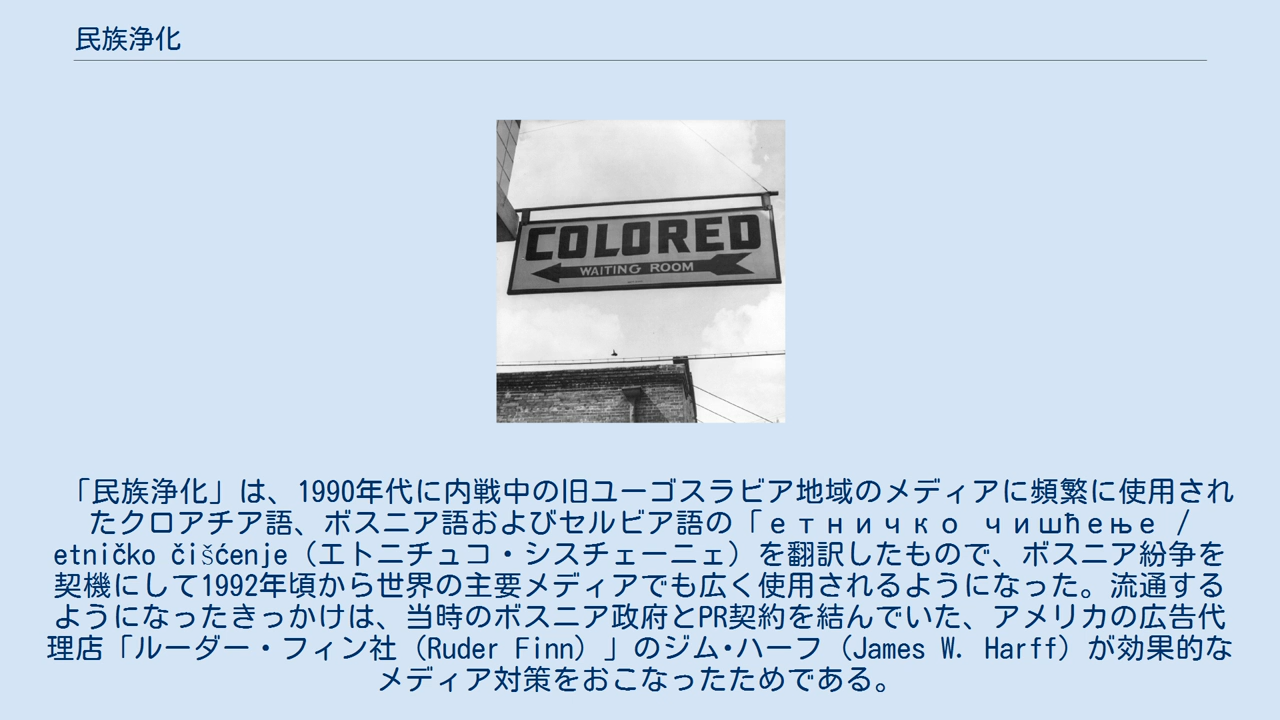 民族浄化
COLORED
WAITING ROOM
「民族浄化」は、1990年代に内戦中の旧ユーゴスラビア地域のメディアに頻繁に使用され
たクロアチア語、ボスニア語およびセルビア語の「етничко чишћење /
etničko čišćenje（エトニチュコ・シスチェーニェ）を翻訳したもので、ボスニア紛争を
契機にして1992年頃から世界の主要メディアでも広く使用されるようになった。流通する
ようになったきっかけは、当時のボスニア政府とPR契約を結んでいた、アメリカの広告代
理店「ルーダー・フィン社（Ruder Finn）」のジム・ハーフ（James W. Harff）が効果的な
メディア対策をおこなったためである。